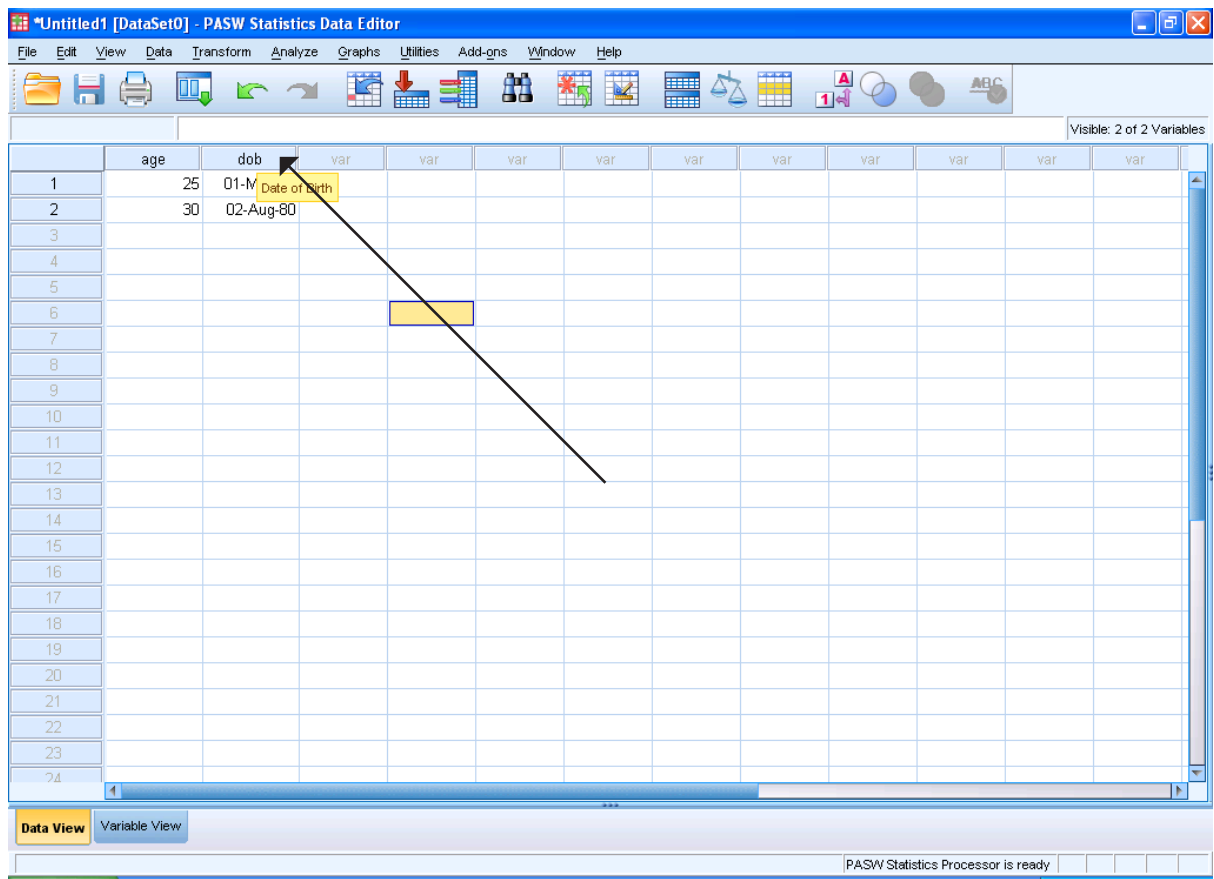 *Untitled1 [DataSet0] - PASW Statistics Data Editor
File Edit View Data Transform Analyze Graphs Utilities Add-ons Window Help
A
1
ABC
Visible: 2 of 2 Variables
age dob var var var var var var var var var var
1 25 01-M
Date of Birth
2 30 02-Aug-80
3
4
5
6
7
8
9
10
11
12
13
14
15
16
17
18
19
20
21
22
23
24
Data View Variable View
PASW Statistics Processor is ready